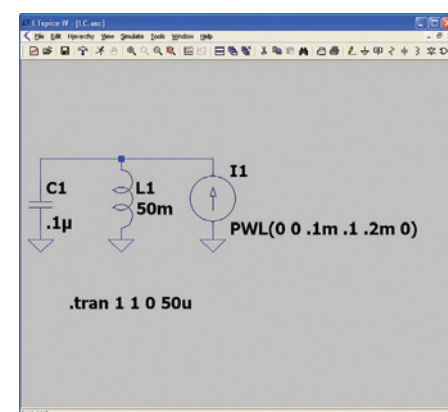 LTspice IV - [LC.asc]
File Edit Hierarchy View Simulate Tools Window Help
C1
.1µ
L1
50m
I1
PWL(0 0 .1m .1 .2m 0)
.tran 1 1 0 50u